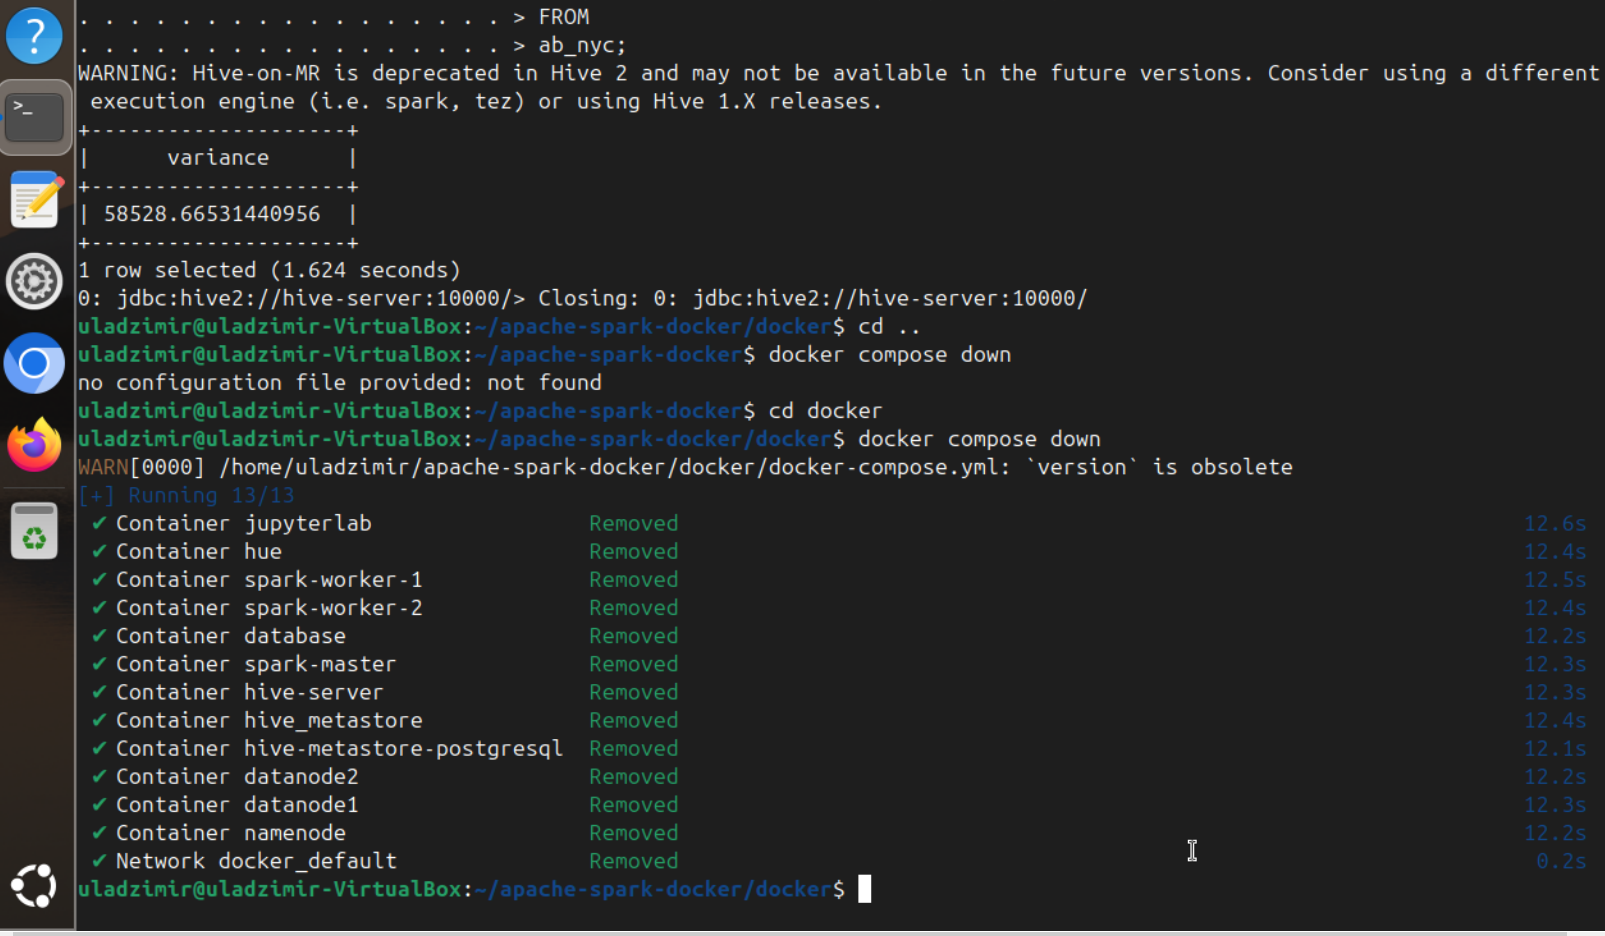 . . . . . . . . . . . . . . . . . > FROM
. . . . . . . . . . . . . . . . . > ab_nyc;
WARNING: Hive-on-MR is deprecated in Hive 2 and may not be available in the future versions. Consider using a different
execution engine (i.e. spark, tez) or using Hive 1.X releases.
+--------------------+
| variance |
+--------------------+
| 58528.66531440956 |
+--------------------+
1 row selected (1.624 seconds)
0: jdbc:hive2://hive-server:10000/> Closing: 0: jdbc:hive2://hive-server:10000/
uladzimir@uladzimir-VirtualBox:~/apache-spark-docker/docker$ cd ..
uladzimir@uladzimir-VirtualBox:~/apache-spark-docker$ docker compose down
no configuration file provided: not found
uladzimir@uladzimir-VirtualBox:~/apache-spark-docker$ cd docker
uladzimir@uladzimir-VirtualBox:~/apache-spark-docker/docker$ docker compose down
WARN[0000] /home/uladzimir/apache-spark-docker/docker/docker-compose.yml: `version` is obsolete
[+] Running 13/13
✔ Container jupyterlab Removed 12.6s
✔ Container hue Removed 12.4s
✔ Container spark-worker-1 Removed 12.5s
✔ Container spark-worker-2 Removed 12.4s
✔ Container database Removed 12.2s
✔ Container spark-master Removed 12.3s
✔ Container hive-server Removed 12.3s
✔ Container hive_metastore Removed 12.4s
✔ Container hive-metastore-postgresql Removed 12.1s
✔ Container datanode2 Removed 12.2s
✔ Container datanode1 Removed 12.3s
✔ Container namenode Removed 12.2s
✔ Network docker_default Removed 0.2s
uladzimir@uladzimir-VirtualBox:~/apache-spark-docker/docker$